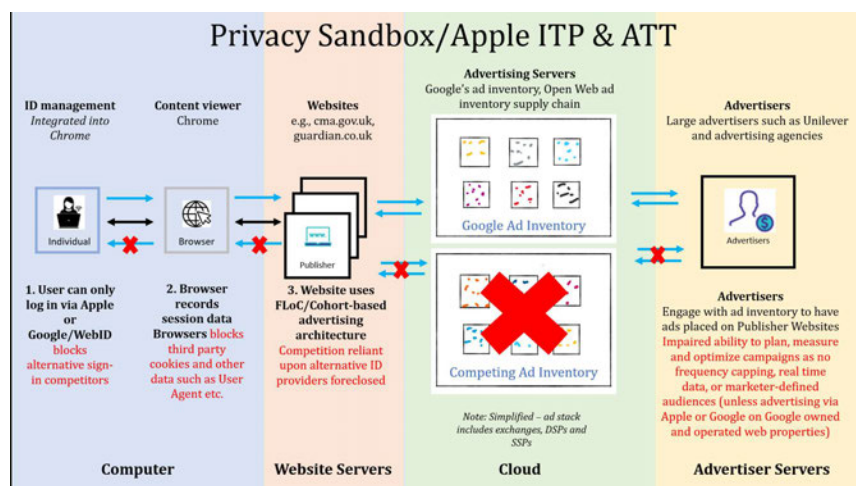 Privacy Sandbox/Apple ITP & ATT
ID management
Integrated into
Chrome
Content viewer
Chrome
Websites
e.g., cma.gov.uk,
guardian.co.uk
Advertising Servers
Google's ad inventory, Open Web ad
inventory supply chain
Advertisers
Large advertisers such as Unilever
and advertising agencies
Individual
Browser
www
Publisher
Google Ad Inventory
Advertisers
1. User can only
log in via Apple
or
Google/WebID
blocks
alternative sign-
in competitors
2. Browser
records
session data
Browsers blocks
third party
cookies and other
data such as User
Agent etc.
3. Website uses
FLoC/Cohort-based
advertising
architecture
Competition reliant
upon alternative ID
providers foreclosed
Competing Ad Inventory
Note: Simplified – ad stack
includes exchanges, DSPs and
SSPs
Advertisers
Engage with ad inventory to have
ads placed on Publisher Websites
Impaired ability to plan, measure
and optimize campaigns as no
frequency capping, real time
data, or marketer-defined
audiences (unless advertising via
Apple or Google on Google owned
and operated web properties)
Computer
Website Servers
Cloud
Advertiser Servers